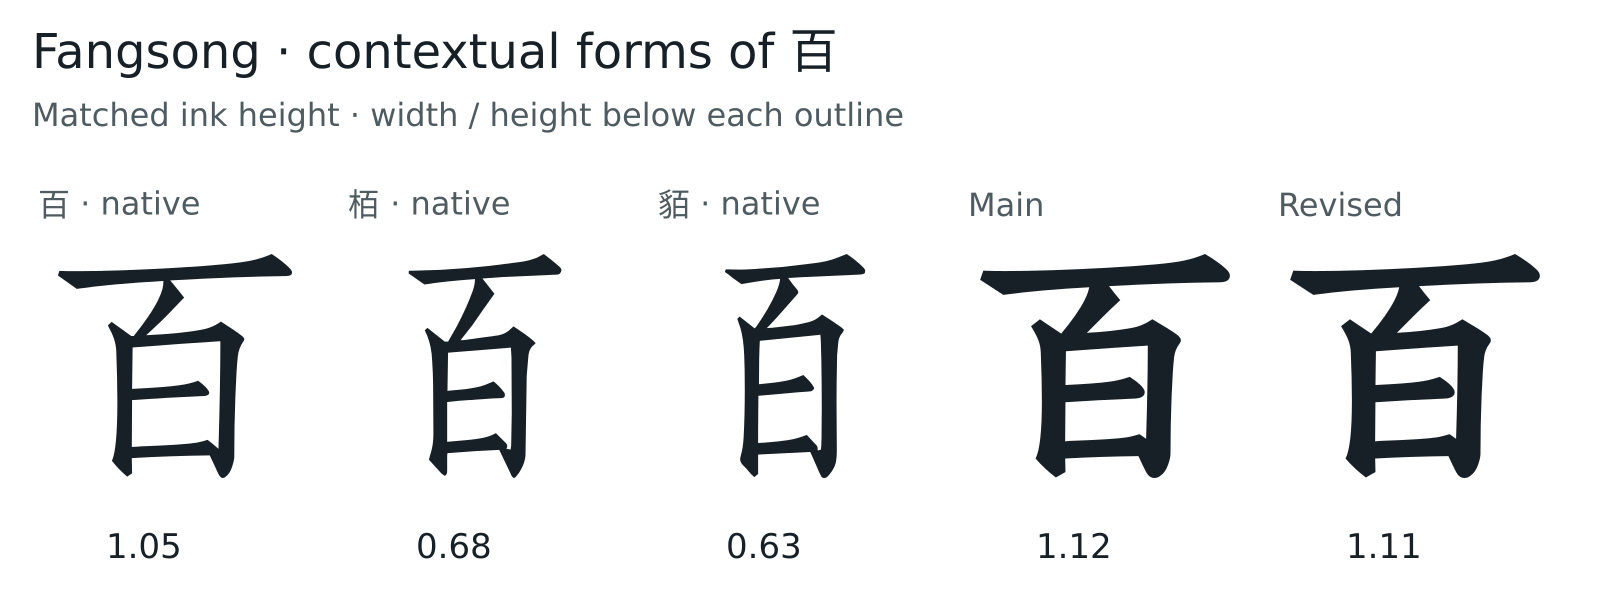 Fangsong · contextual forms of 百
Matched ink height · width / height below each outline
百 · native 栢 · native 貊 · native Main Revised
百 百 百 百 百
1.05 0.68 0.63 1.12 1.11